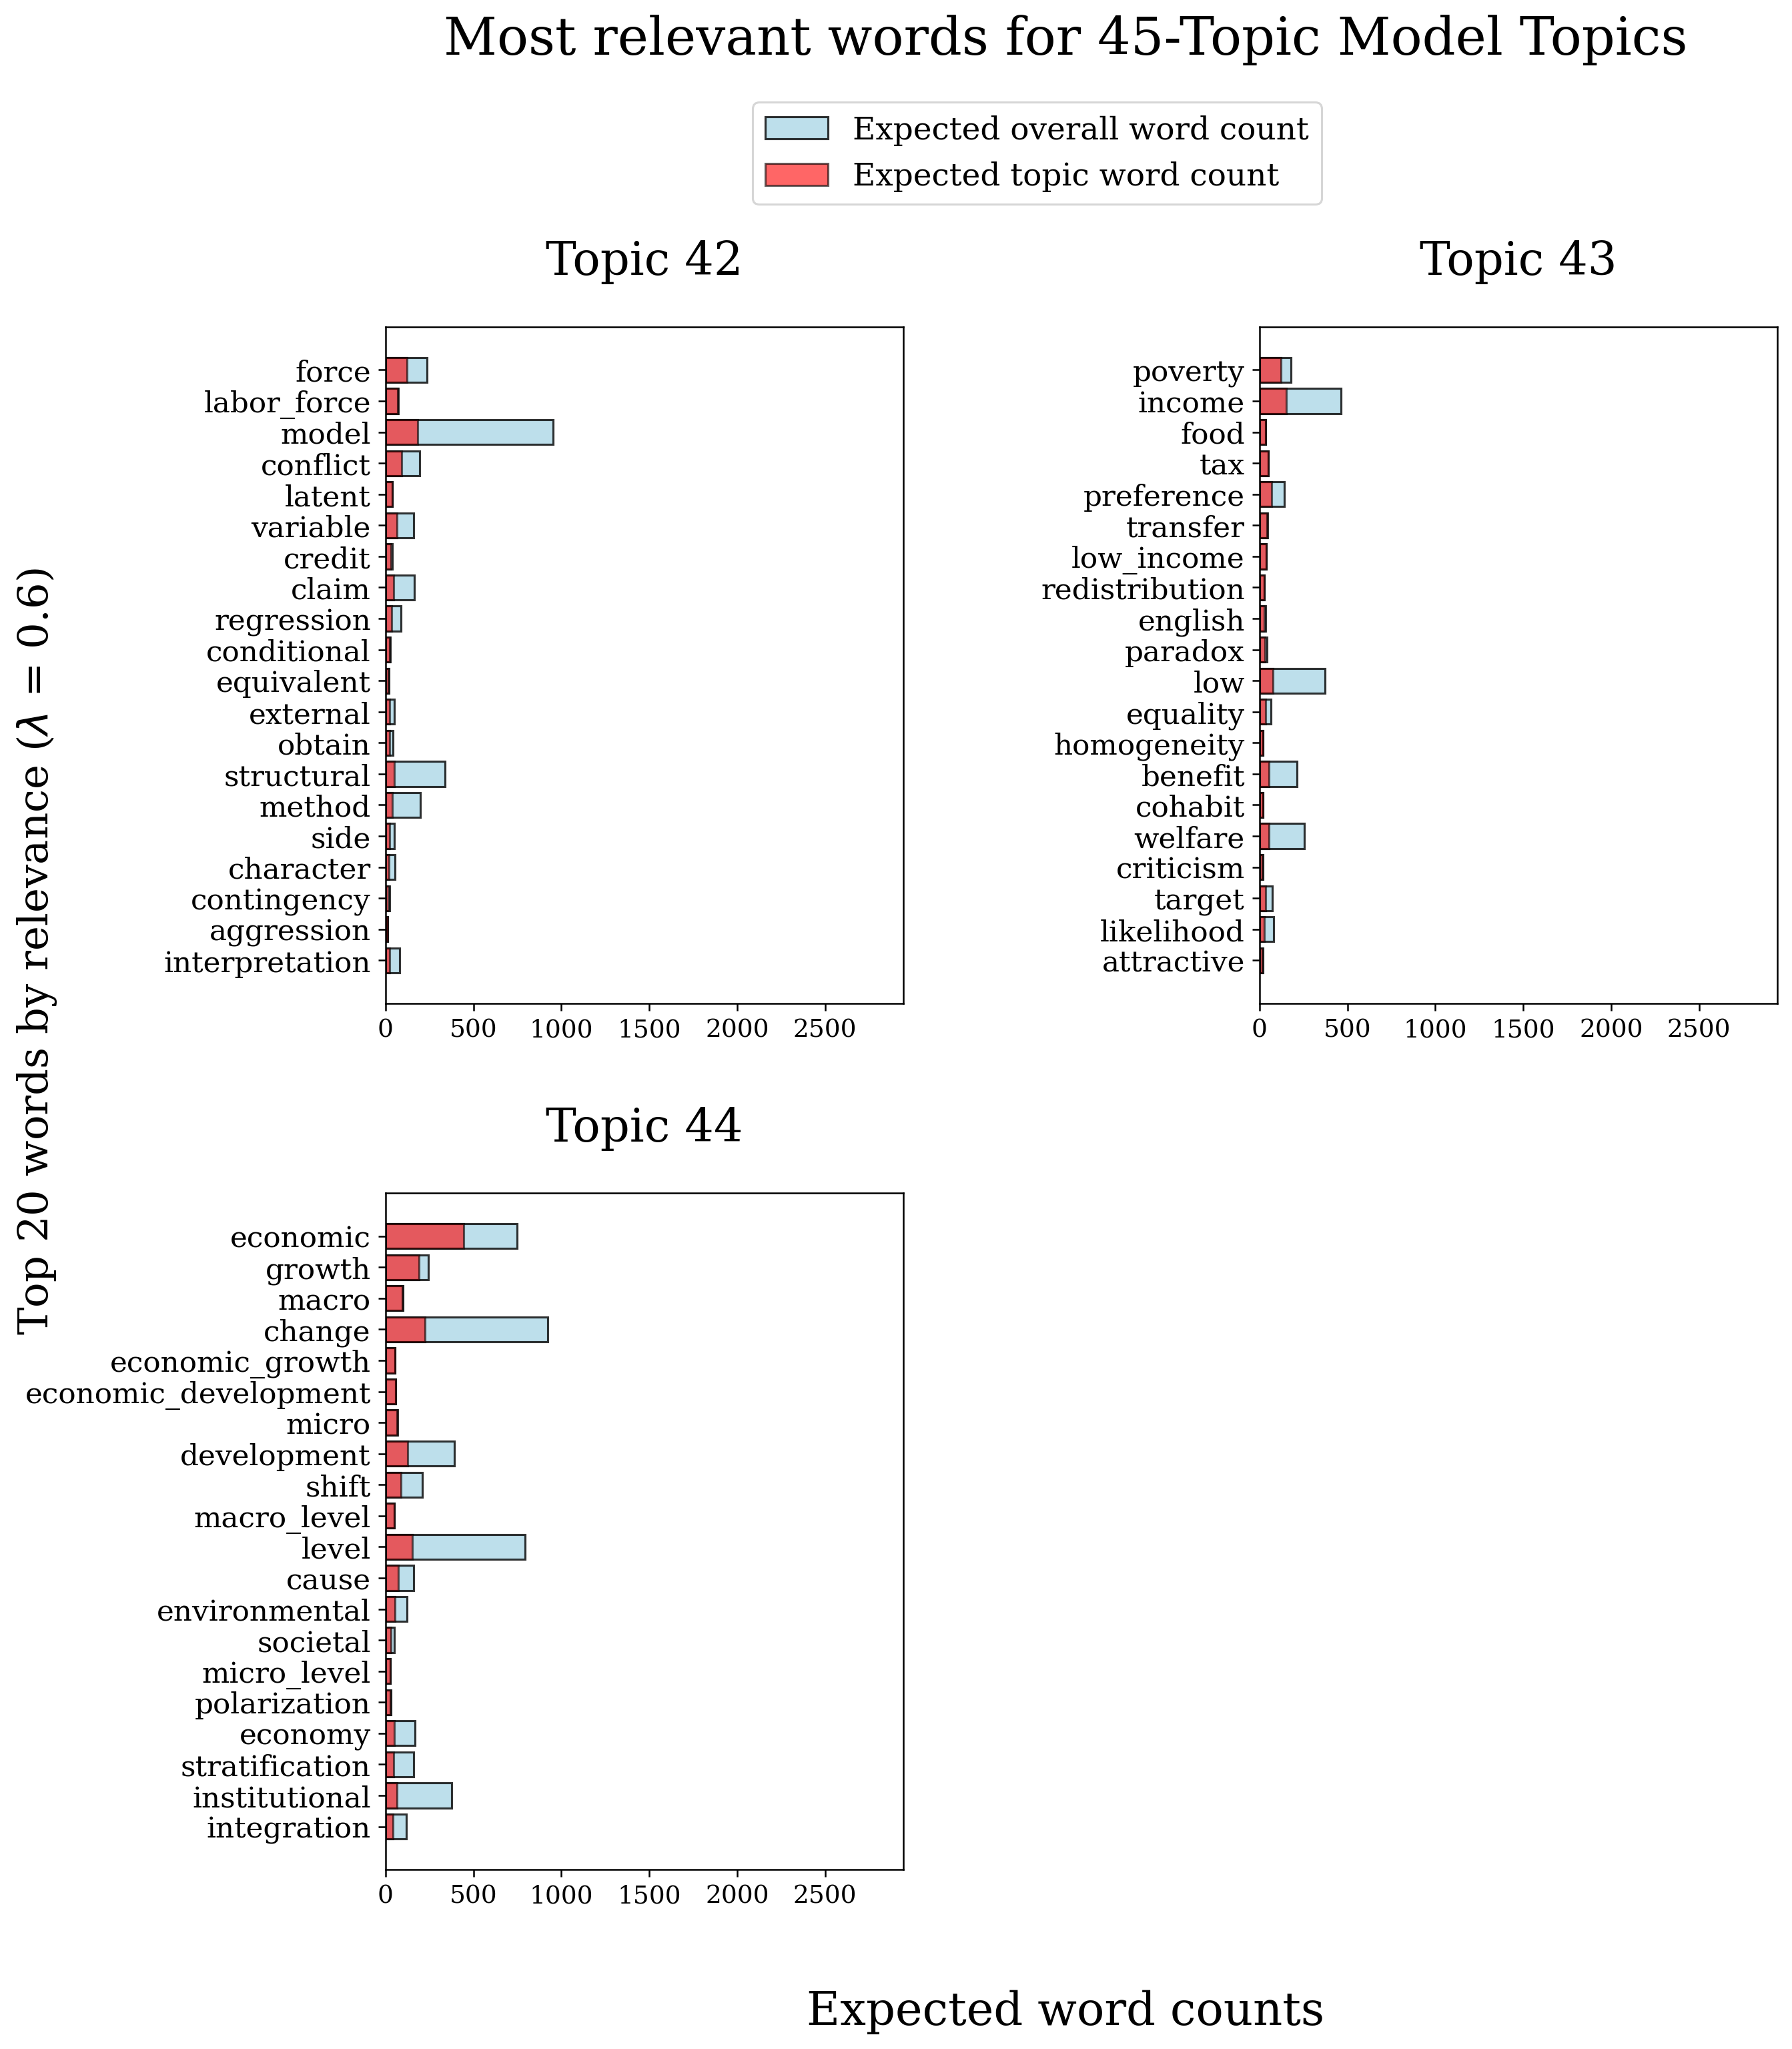 Most relevant words for 45-Topic Model Topics
Expected overall word count
Expected topic word count
Top 20 words by relevance (λ = 0.6)
Topic 42
force
labor_force
model
conflict
latent
variable
credit
claim
regression
conditional
equivalent
external
obtain
structural
method
side
character
contingency
aggression
interpretation
0 500 1000 1500 2000 2500
Topic 43
poverty
income
food
tax
preference
transfer
low_income
redistribution
english
paradox
low
equality
homogeneity
benefit
cohabit
welfare
criticism
target
likelihood
attractive
0 500 1000 1500 2000 2500
Topic 44
economic
growth
macro
change
economic_growth
economic_development
micro
development
shift
macro_level
level
cause
environmental
societal
micro_level
polarization
economy
stratification
institutional
integration
0 500 1000 1500 2000 2500
Expected word counts